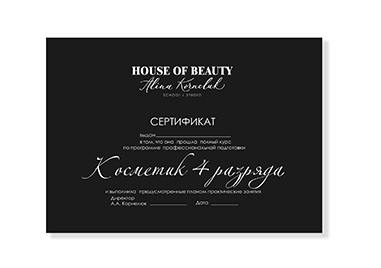 HOUSE OF BEAUTY
Alina Korneluk
SCHOOL | STUDIO
СЕРТИФИКАТ
выдан
в том, что она прошла полный курс
по программе профессиональной подготовки
Косметик 4 разряда
и выполнила предусмотренные планом практические занятия
Директор
А.А. Корнелюк Дата